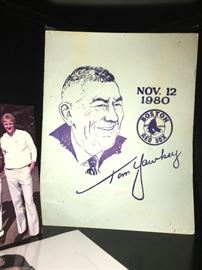 NOV. 12
1980
BOSTON
RED SOX
Tom Yawkey